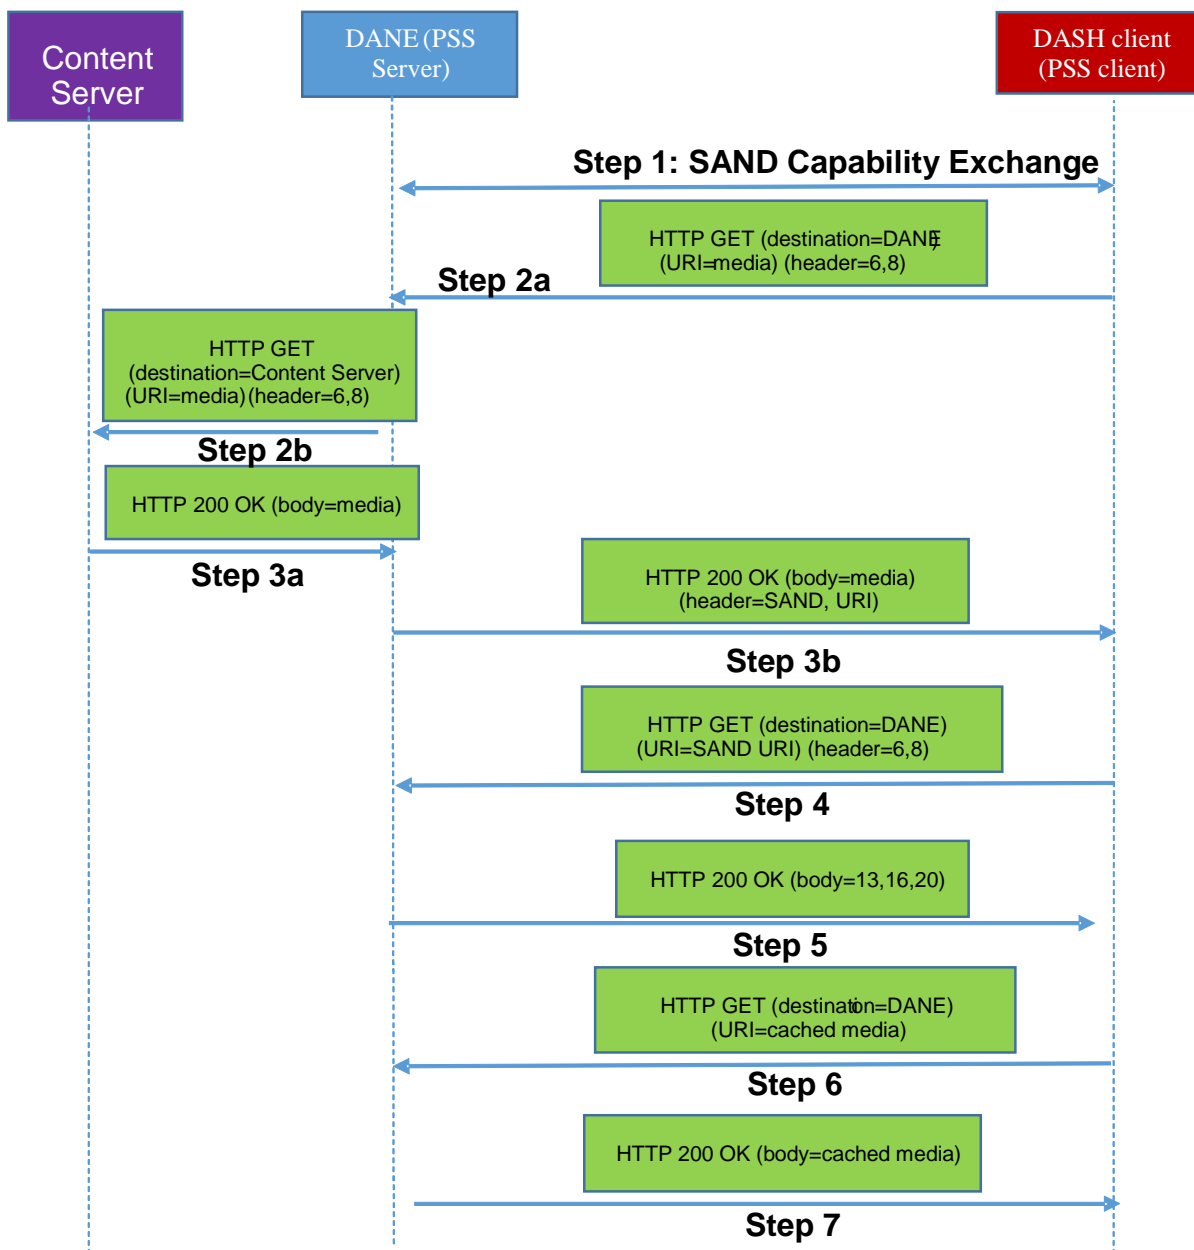 Content
Server
DANE (PSS
Server)
DASH client
(PSS client)
Step 1: SAND Capability Exchange
HTTP GET (destination=DANE)
(URI=media) (header=6,8)
Step 2a
HTTP GET
(destination=Content Server)
(URI=media) (header=6,8)
Step 2b
HTTP 200 OK (body=media)
Step 3a
HTTP 200 OK (body=media)
(header=SAND, URI)
Step 3b
HTTP GET (destination=DANE)
(URI=SAND URI) (header=6,8)
Step 4
HTTP 200 OK (body=13,16,20)
Step 5
HTTP GET (destination=DANE)
(URI=cached media)
Step 6
HTTP 200 OK (body=cached media)
Step 7